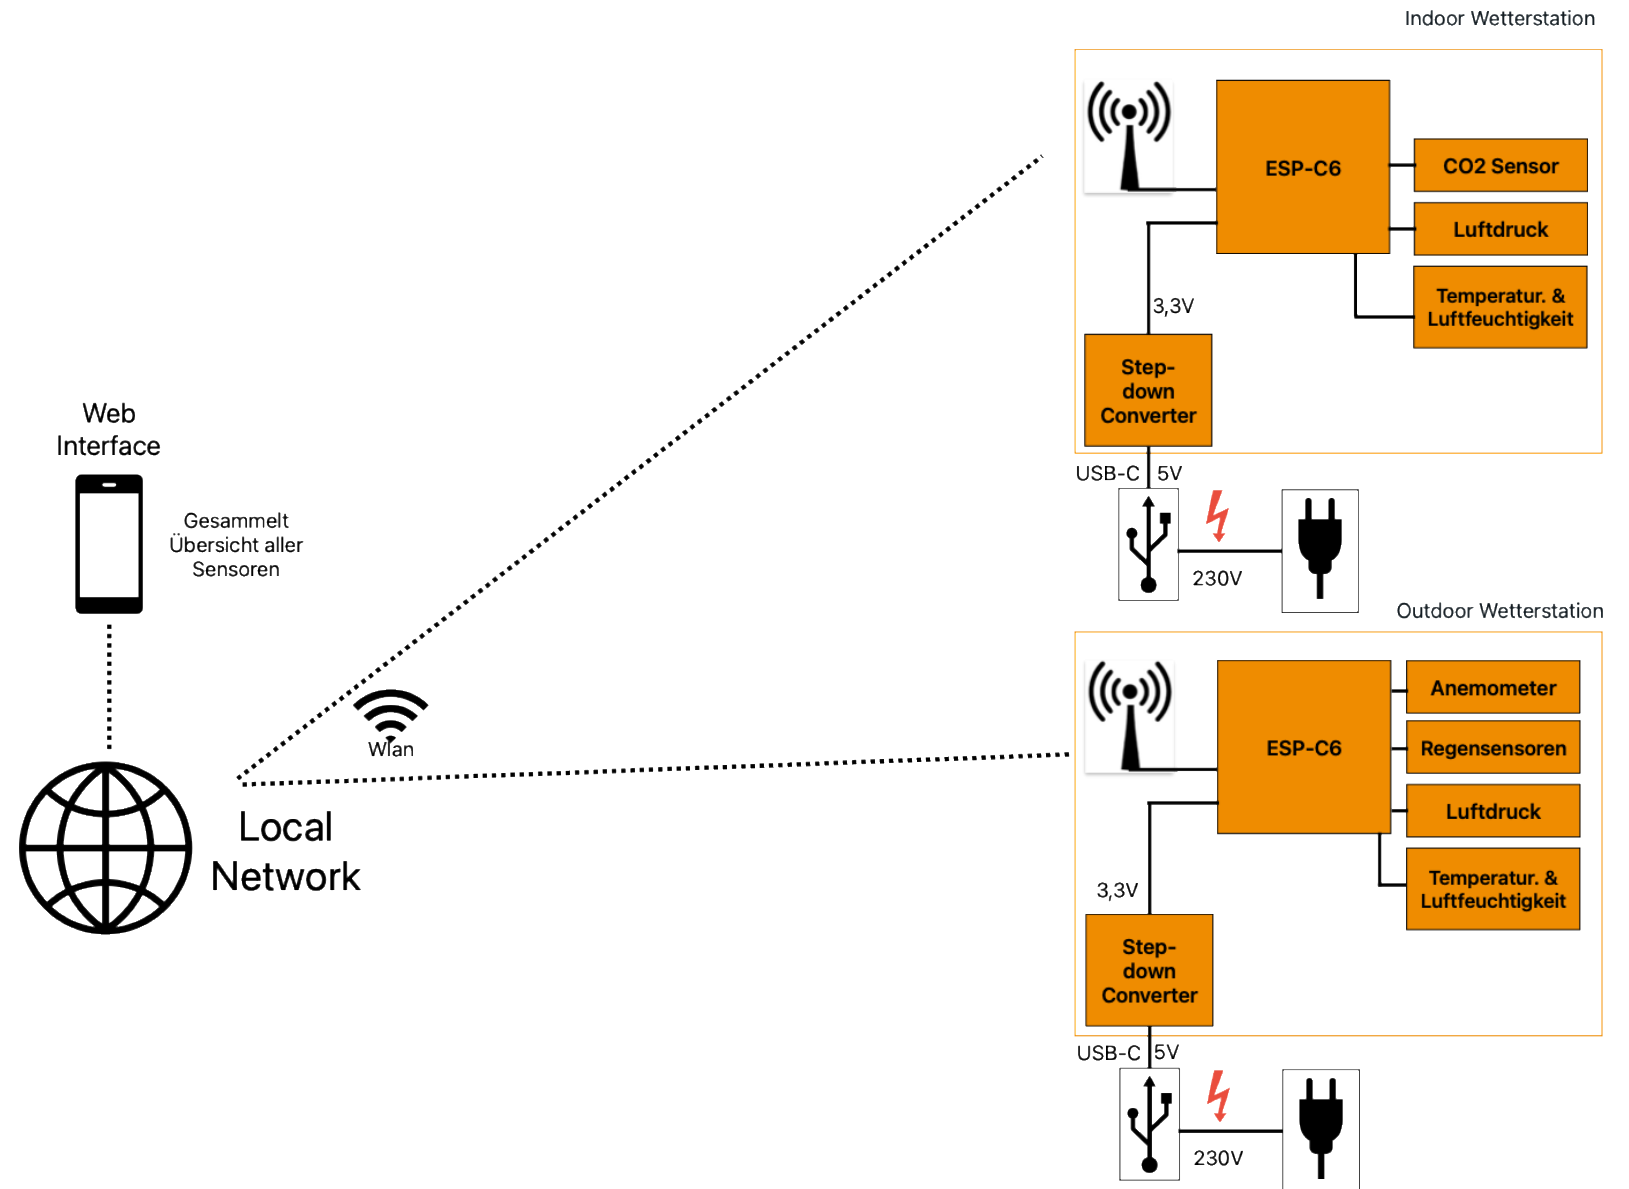 Indoor Wetterstation
ESP-C6
CO2 Sensor
Luftdruck
Temperatur. &
Luftfeuchtigkeit
3,3V
Step-
down
Converter
USB-C
5V
230V
Web
Interface
Gesammelt
Übersicht aller
Sensoren
Wlan
Local
Network
Outdoor Wetterstation
ESP-C6
Anemometer
Regensensoren
Luftdruck
Temperatur. &
Luftfeuchtigkeit
3,3V
Step-
down
Converter
USB-C
5V
230V